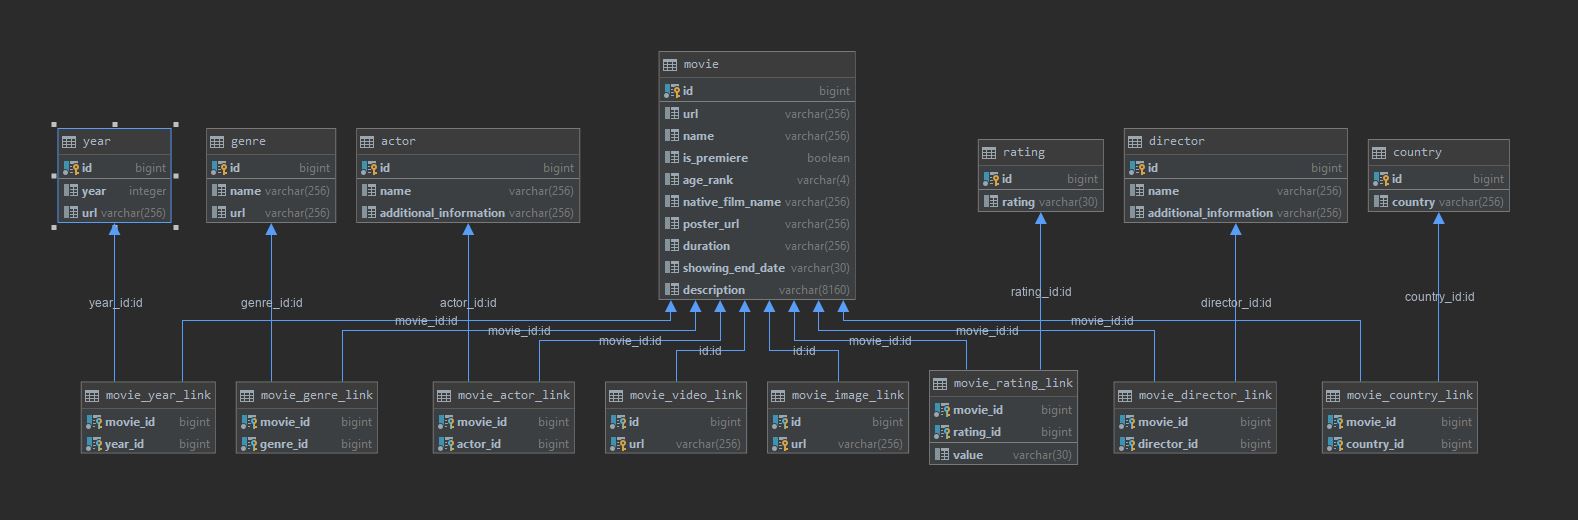 movie
id bigint
url varchar(256)
name varchar(256)
is_premiere boolean
age_rank varchar(4)
native_film_name varchar(256)
poster_url varchar(256)
duration varchar(256)
showing_end_date varchar(30)
description varchar(8160)
year
id bigint
year integer
url varchar(256)
genre
id bigint
name varchar(256)
url varchar(256)
actor
id bigint
name varchar(256)
additional_information varchar(256)
rating
id bigint
rating varchar(30)
director
id bigint
name varchar(256)
additional_information varchar(256)
country
id bigint
country varchar(256)
year_id:id
genre_id:id
actor_id:id
rating_id:id
director_id:id
country_id:id
movie_id:id
movie_id:id
movie_id:id
id:id
id:id
movie_id:id
movie_id:id
movie_id:id
movie_year_link
movie_id bigint
year_id bigint
movie_genre_link
movie_id bigint
genre_id bigint
movie_actor_link
movie_id bigint
actor_id bigint
movie_video_link
id bigint
url varchar(256)
movie_image_link
id bigint
url varchar(256)
movie_rating_link
movie_id bigint
rating_id bigint
value varchar(30)
movie_director_link
movie_id bigint
director_id bigint
movie_country_link
movie_id bigint
country_id bigint